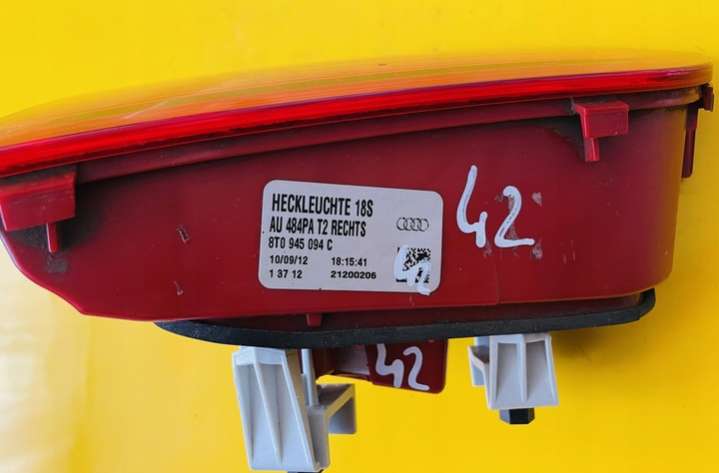 HECKLEUCHTE 18S
AU 484PA T2 RECHTS
8T0 945 094 C
10/09/12 18:15:41
1 37 12 21200206
42
42